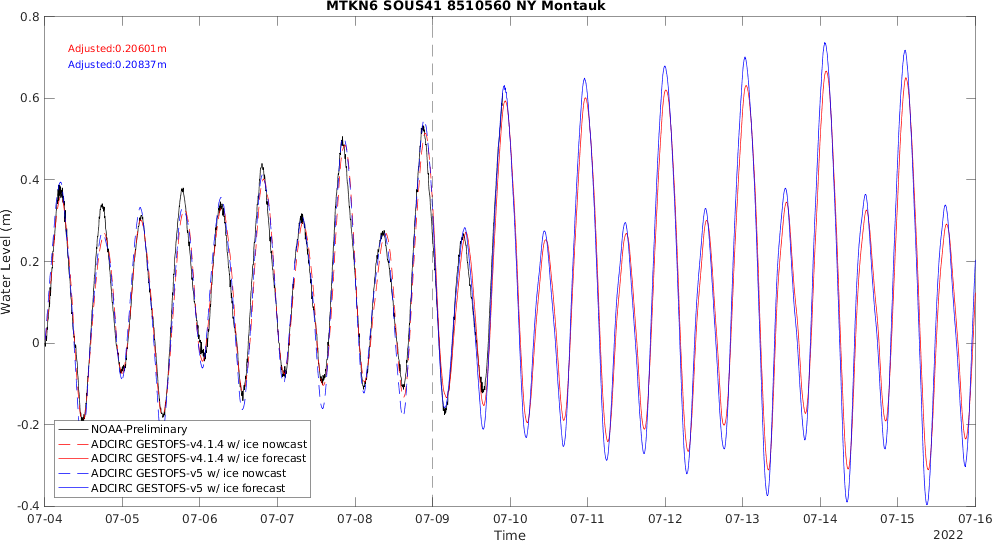 MTKN6 SOUS41 8510560 NY Montauk
Adjusted:0.20601m
Adjusted:0.20837m
Water Level (m)
0.8
0.6
0.4
0.2
0
-0.2
-0.4
NOAA-Preliminary
ADCIRC GESTOFS-v4.1.4 w/ ice nowcast
ADCIRC GESTOFS-v4.1.4 w/ ice forecast
ADCIRC GESTOFS-v5 w/ ice nowcast
ADCIRC GESTOFS-v5 w/ ice forecast
07-04 07-05 07-06 07-07 07-08 07-09 07-10 07-11 07-12 07-13 07-14 07-15 07-16
Time
2022